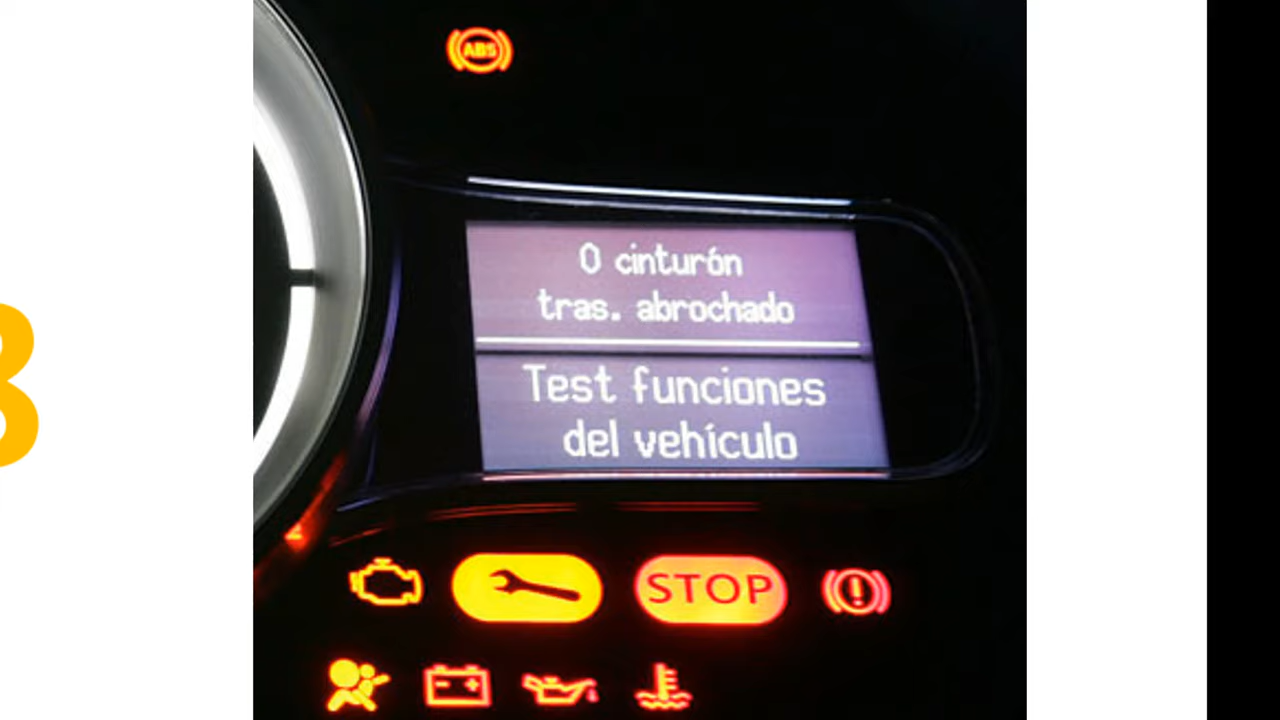 ABS
0 cinturón
tras. abrochado
Test funciones
del vehículo
STOP